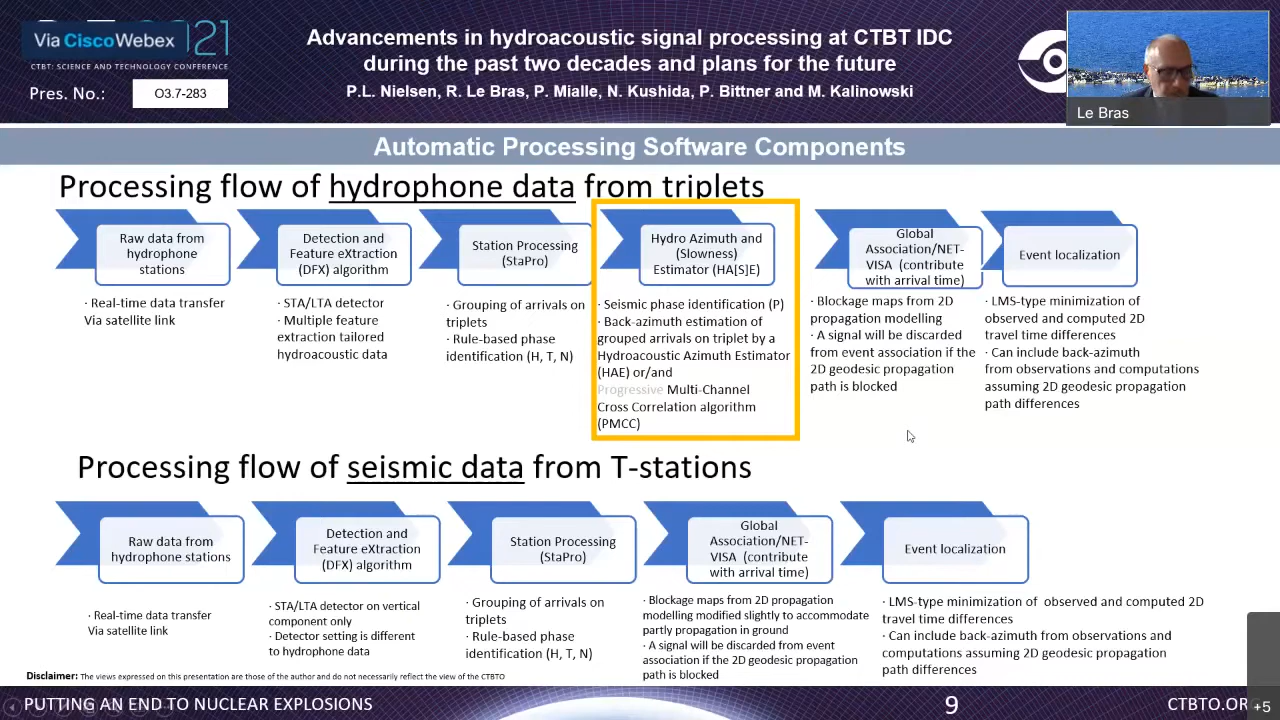 Via Cisco Webex
21
CTBT: SCIENCE AND TECHNOLOGY CONFERENCE
Pres. No.: O3.7-283
Advancements in hydroacoustic signal processing at CTBT IDC
during the past two decades and plans for the future
P.L. Nielsen, R. Le Bras, P. Mialle, N. Kushida, P. Bittner and M. Kalinowski
Le Bras
Automatic Processing Software Components
Processing flow of hydrophone data from triplets
Raw data from
hydrophone
stations
· Real-time data transfer
Via satellite link
Detection and
Feature eXtraction
(DFX) algorithm
· STA/LTA detector
· Multiple feature
extraction tailored
hydroacoustic data
Station Processing
(StaPro)
· Grouping of arrivals on
triplets
· Rule-based phase
identification (H, T, N)
Hydro Azimuth and
(Slowness)
Estimator (HA[S]E)
· Seismic phase identification (P)
· Back-azimuth estimation of
grouped arrivals on triplet by a
Hydroacoustic Azimuth Estimator
(HAE) or/and
Progressive Multi-Channel
Cross Correlation algorithm
(PMCC)
Global
Association/NET-
VISA (contribute
with arrival time)
· Blockage maps from 2D
propagation modelling
· A signal will be discarded
from event association if the
2D geodesic propagation
path is blocked
Event localization
· LMS-type minimization of
observed and computed 2D
travel time differences
· Can include back-azimuth
from observations and computations
assuming 2D geodesic propagation
path differences
Processing flow of seismic data from T-stations
Raw data from
hydrophone stations
· Real-time data transfer
Via satellite link
Detection and
Feature eXtraction
(DFX) algorithm
· STA/LTA detector on vertical
component only
· Detector setting is different
to hydrophone data
Station Processing
(StaPro)
· Grouping of arrivals on
triplets
· Rule-based phase
identification (H, T, N)
Global
Association/NET-
VISA (contribute
with arrival time)
· Blockage maps from 2D propagation
modelling modified slightly to accommodate
partly propagation in ground
· A signal will be discarded from event
association if the 2D geodesic propagation
path is blocked
Event localization
· LMS-type minimization of observed and computed 2D
travel time differences
· Can include back-azimuth from observations and
computations assuming 2D geodesic propagation
path differences
Disclaimer: The views expressed on this presentation are those of the author and do not necessarily reflect the view of the CTBTO
PUTTING AN END TO NUCLEAR EXPLOSIONS
9
CTBTO.OR
+5